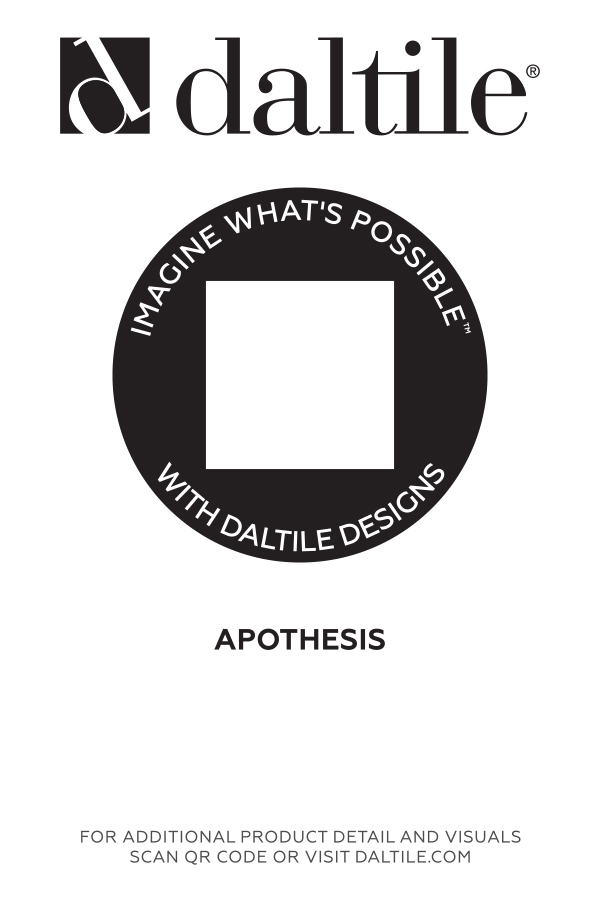 daltile®
IMAGINE WHAT'S POSSIBLE™
WITH DALTILE DESIGNS
APOTHESIS
FOR ADDITIONAL PRODUCT DETAIL AND VISUALS
SCAN QR CODE OR VISIT DALTILE.COM